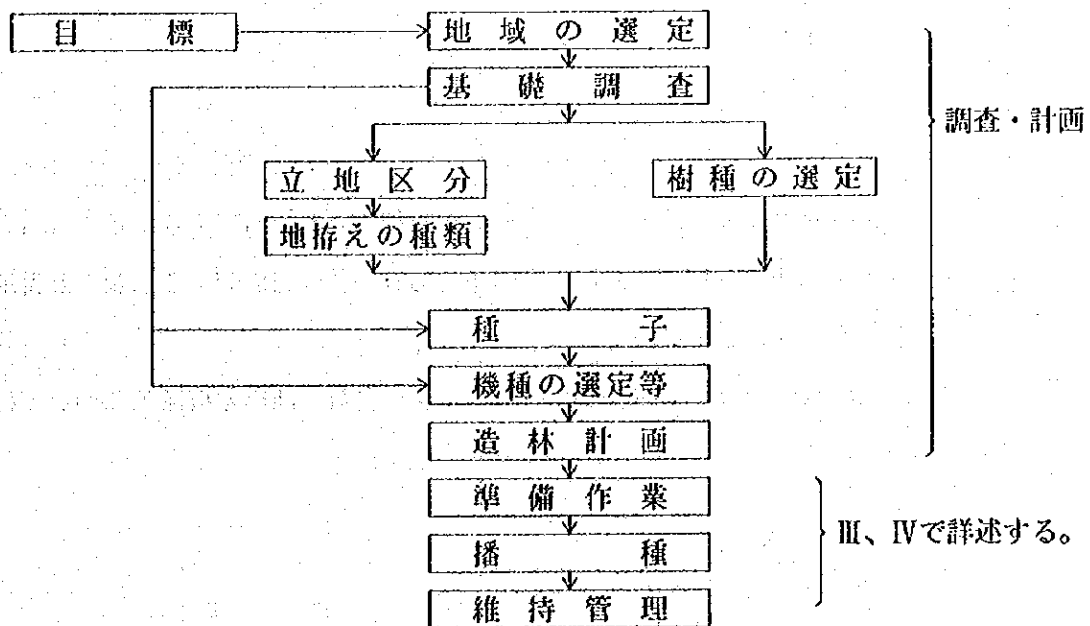 目標
地域の選定
基礎調査
調査・計画
立地区分
樹種の選定
地拵えの種類
種子
機種の選定等
造林計画
準備作業
播種
維持管理
Ⅲ、Ⅳで詳述する。